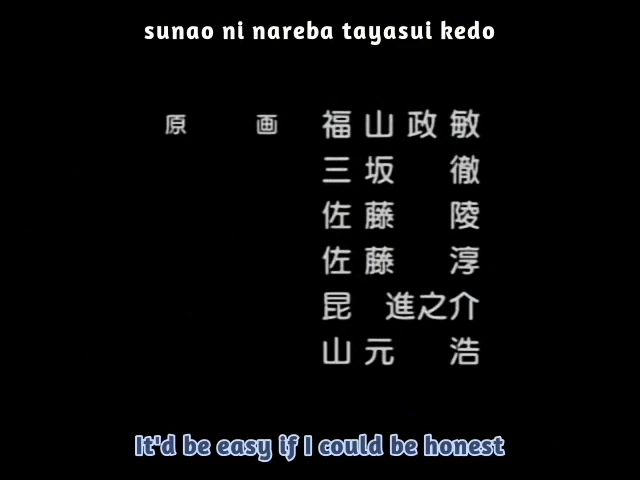 sunao ni nareba tayasui kedo
原画 福山政敏
三坂 徹
佐藤 陵
佐藤 淳
昆 進之介
山元 浩
It'd be easy if I could be honest